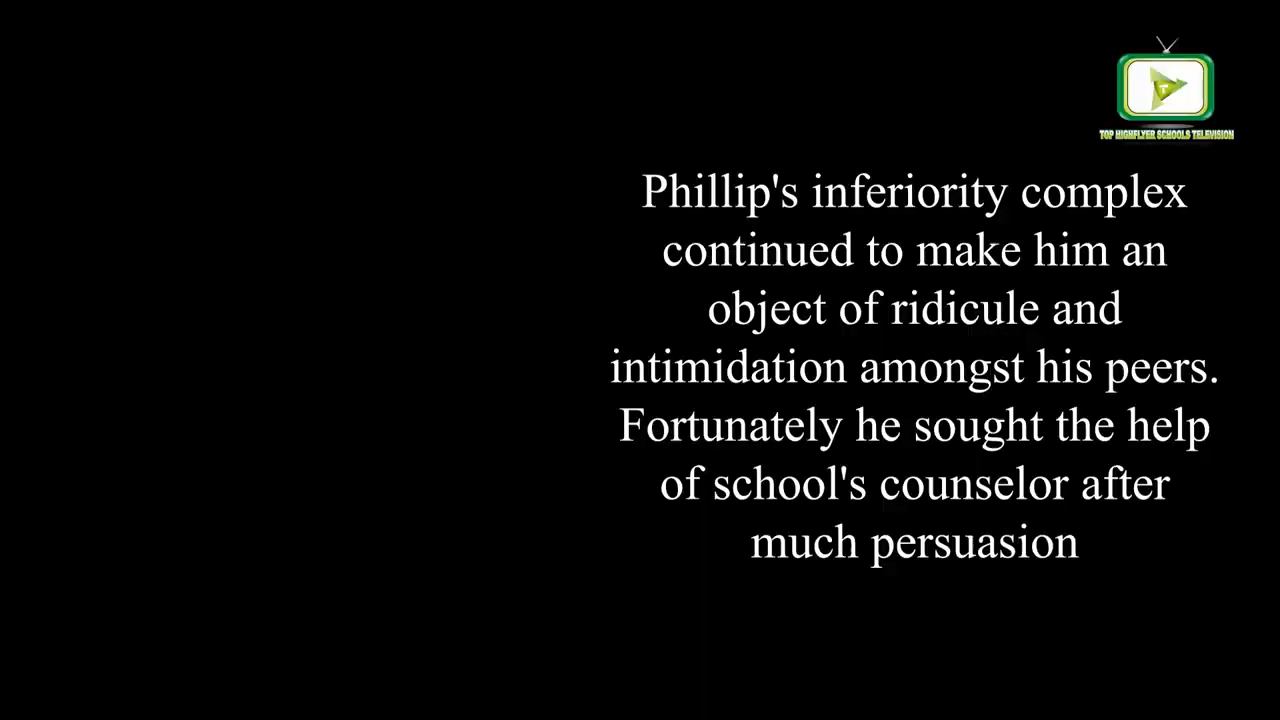 T
TOP HIGHFLYER SCHOOLS TELEVISION
Phillip's inferiority complex
continued to make him an
object of ridicule and
intimidation amongst his peers.
Fortunately he sought the help
of school's counselor after
much persuasion